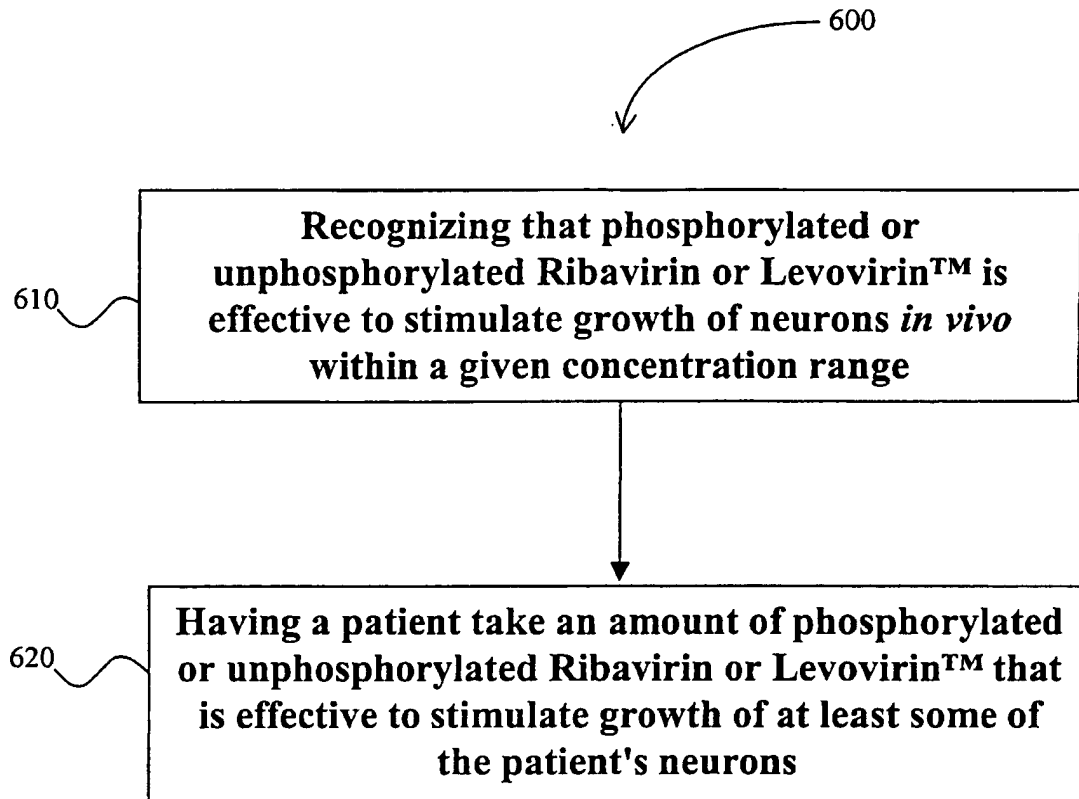 600
Recognizing that phosphorylated or
unphosphorylated Ribavirin or Levovirin™ is
610
effective to stimulate growth of neurons in vivo
within a given concentration range
Having a patient take an amount of phosphorylated
620
or unphosphorylated Ribavirin or Levovirin™ that
is effective to stimulate growth of at least some of
the patient's neurons